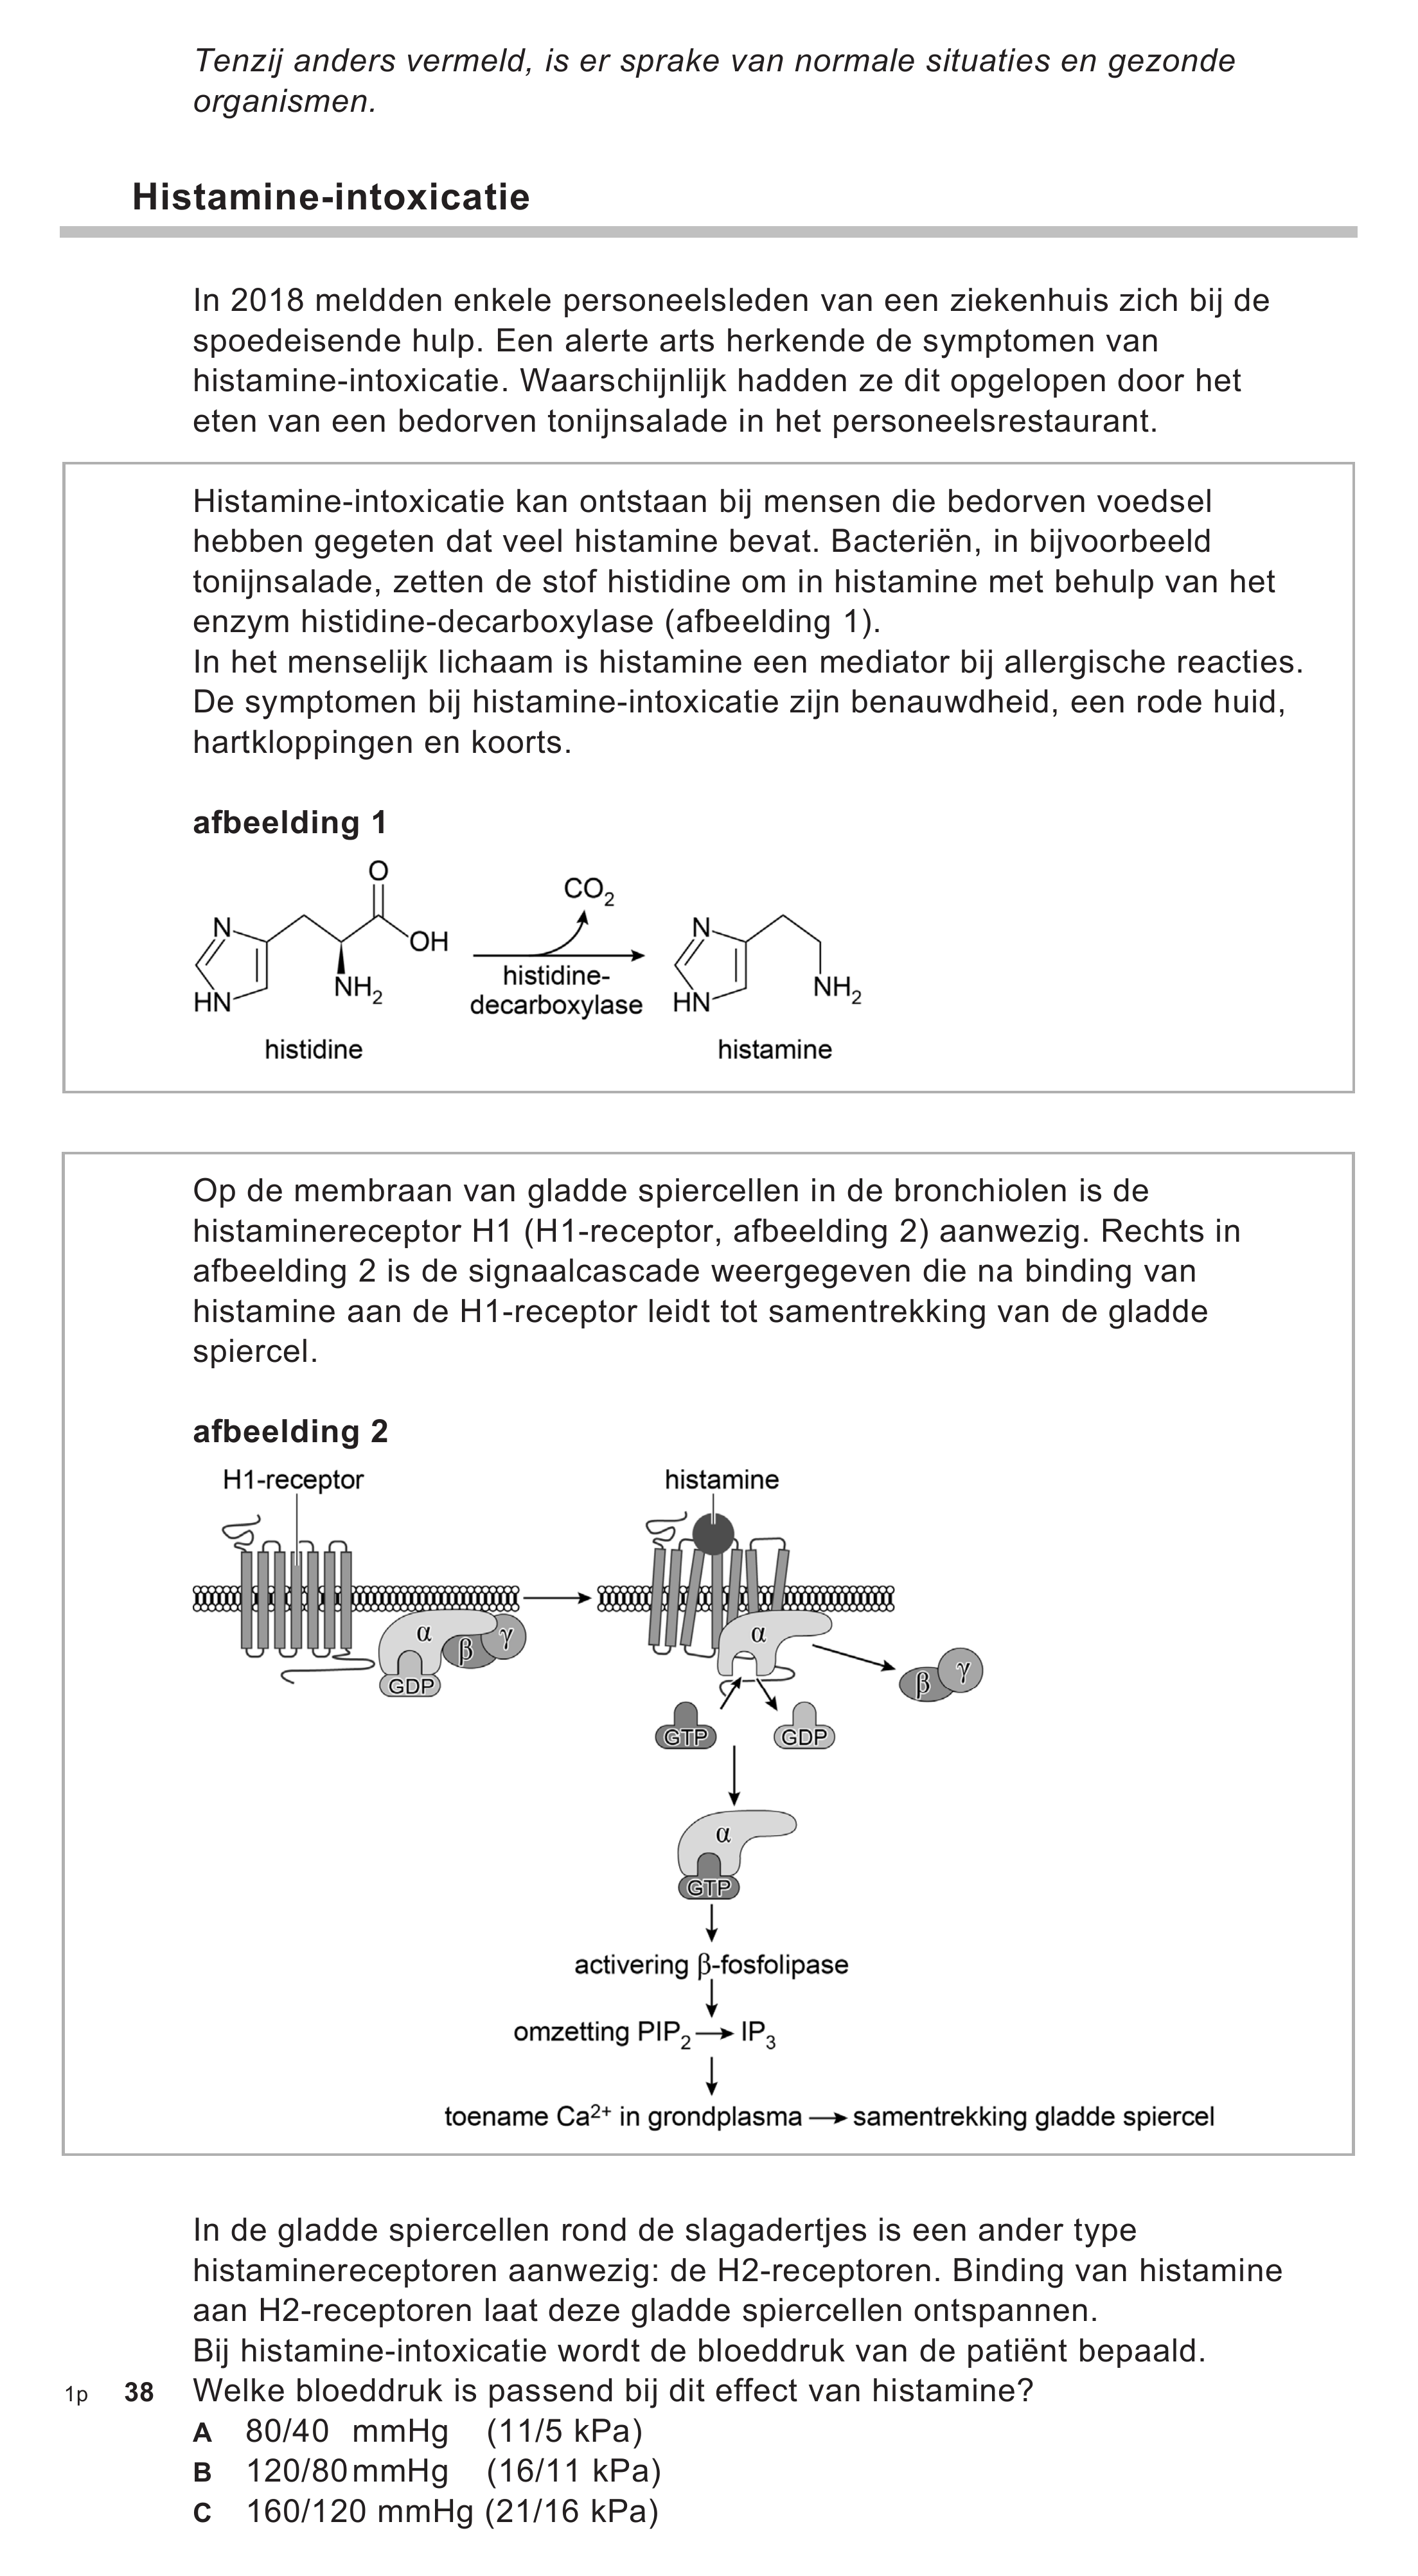 Tenzij anders vermeld, is er sprake van normale situaties en gezonde
organismen.
Histamine-intoxicatie
In 2018 meldden enkele personeelsleden van een ziekenhuis zich bij de
spoedeisende hulp. Een alerte arts herkende de symptomen van
histamine-intoxicatie. Waarschijnlijk hadden ze dit opgelopen door het
eten van een bedorven tonijnsalade in het personeelsrestaurant.
Histamine-intoxicatie kan ontstaan bij mensen die bedorven voedsel
hebben gegeten dat veel histamine bevat. Bacteriën, in bijvoorbeeld
tonijnsalade, zetten de stof histidine om in histamine met behulp van het
enzym histidine-decarboxylase (afbeelding 1).
In het menselijk lichaam is histamine een mediator bij allergische reacties.
De symptomen bij histamine-intoxicatie zijn benauwdheid, een rode huid,
hartkloppingen en koorts.
afbeelding 1
O
N
OH
NH2
HN
histidine
CO2
histidine-
decarboxylase
N
HN
NH2
histamine
Op de membraan van gladde spiercellen in de bronchiolen is de
histaminereceptor H1 (H1-receptor, afbeelding 2) aanwezig. Rechts in
afbeelding 2 is de signaalcascade weergegeven die na binding van
histamine aan de H1-receptor leidt tot samentrekking van de gladde
spiercel.
afbeelding 2
H1-receptor
histamine
α β γ
GDP
α
β γ
GTP
GDP
α
GTP
activering β-fosfolipase
omzetting PIP2 → IP3
toename Ca2+ in grondplasma → samentrekking gladde spiercel
In de gladde spiercellen rond de slagadertjes is een ander type
histaminereceptoren aanwezig: de H2-receptoren. Binding van histamine
aan H2-receptoren laat deze gladde spiercellen ontspannen.
Bij histamine-intoxicatie wordt de bloeddruk van de patiënt bepaald.
1p 38 Welke bloeddruk is passend bij dit effect van histamine?
A 80/40 mmHg (11/5 kPa)
B 120/80 mmHg (16/11 kPa)
C 160/120 mmHg (21/16 kPa)